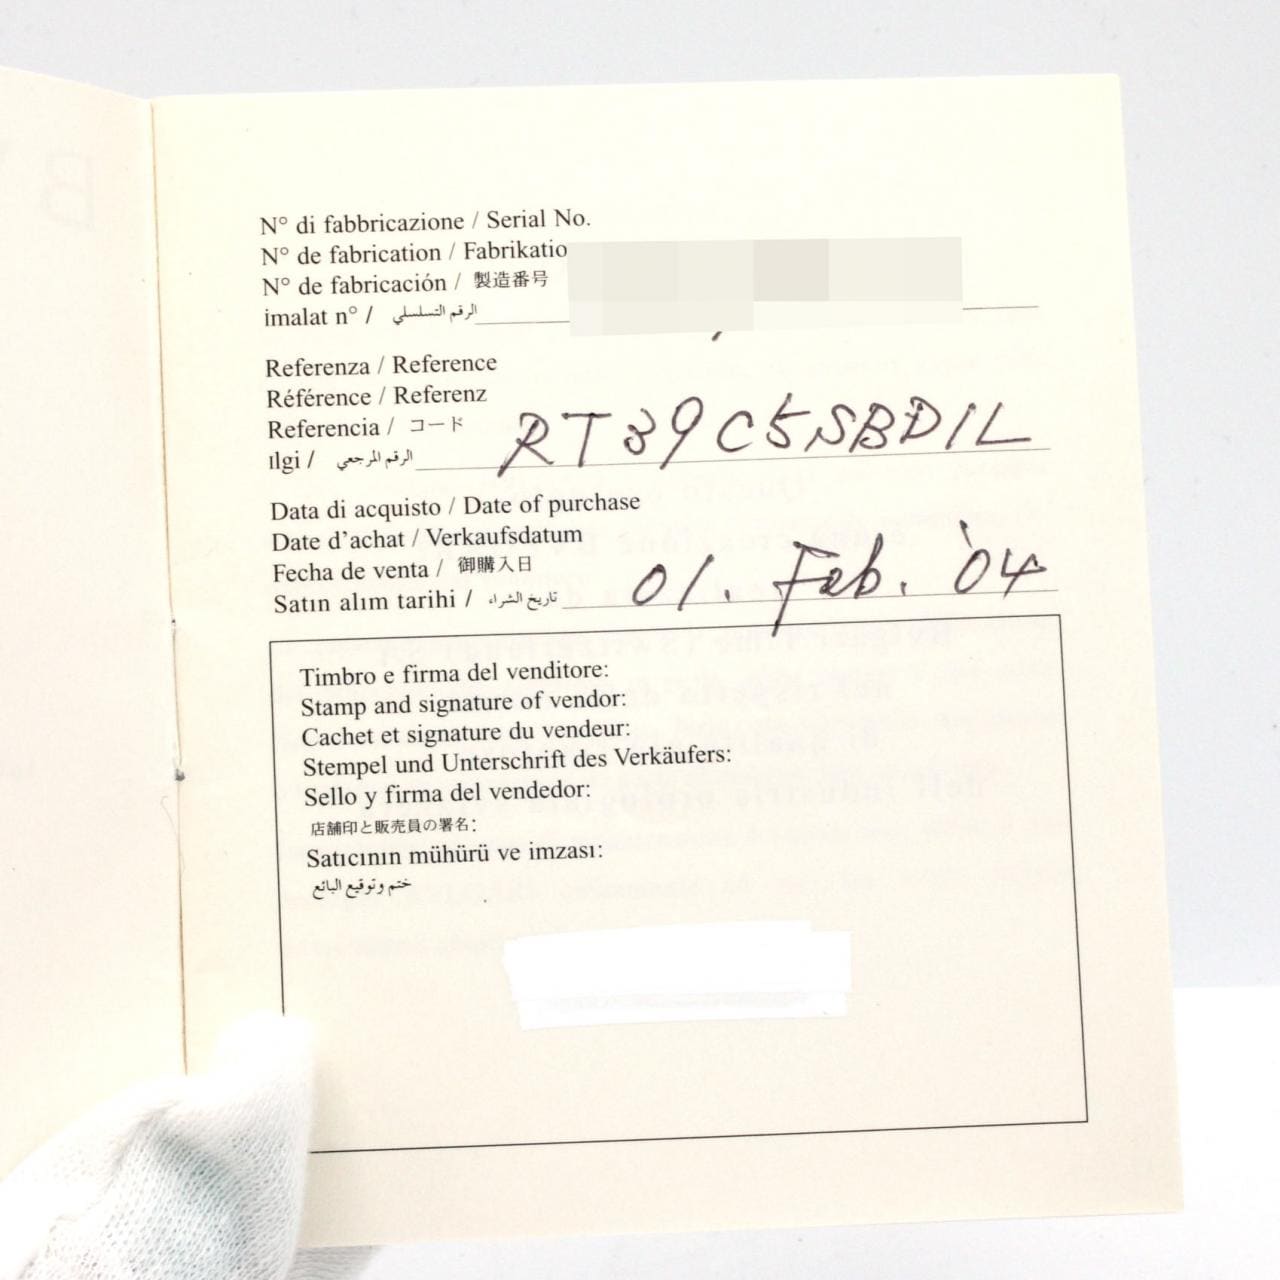 N° di fabbricazione / Serial No.
N° de fabrication / Fabrikatio
N° de fabricación / 製造番号
imalat n° / الرقم التسلسلي
Referenza / Reference
Référence / Referenz
Referencia / コード
Ilgi / الرقم المرجعي RT39C5SBD1L
Data di acquisto / Date of purchase
Date d'achat / Verkaufsdatum
Fecha de venta / 御購入日
Satın alım tarihi / تاريخ الشراء 01. Feb. '04
Timbro e firma del venditore:
Stamp and signature of vendor:
Cachet et signature du vendeur:
Stempel und Unterschrift des Verkäufers:
Sello y firma del vendedor:
店舗印と販売員の署名:
Satıcının mühürü ve imzası:
ختم وتوقيع البائع